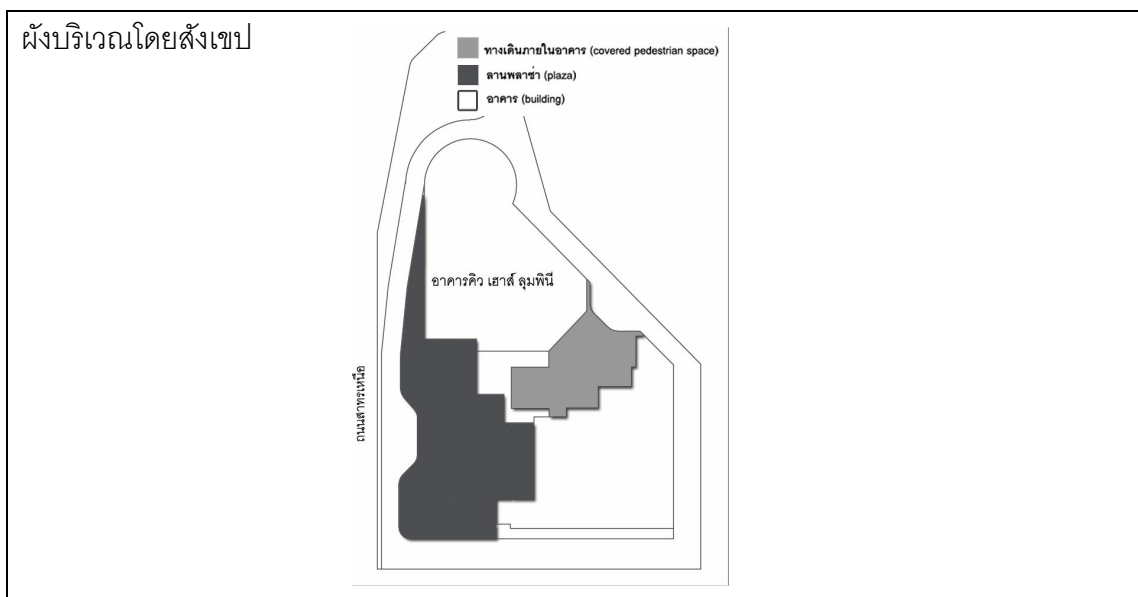 ผังบริเวณโดยสังเขป
ทางเดินภายในอาคาร (covered pedestrian space)
ลานพลาซ่า (plaza)
อาคาร (building)
อาคารคิว เฮาส์ ลุมพินี
ถนนสาทรเหนือ